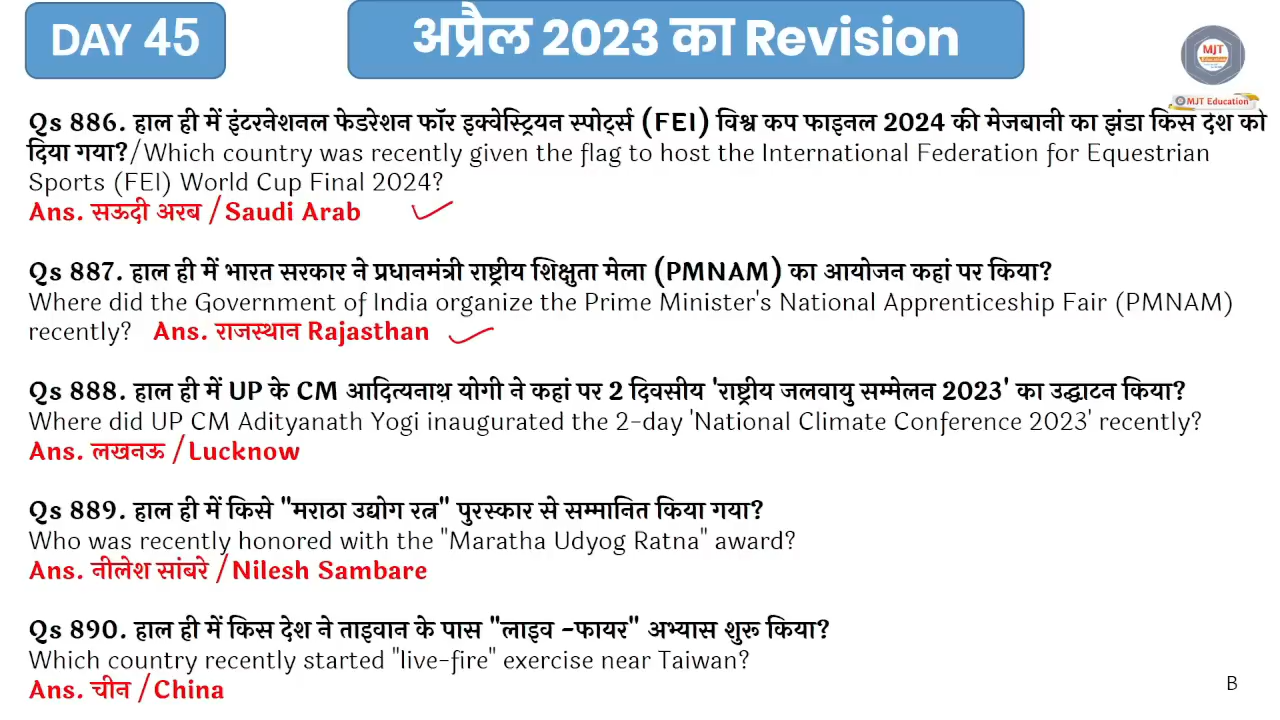 DAY 45
अप्रैल 2023 का Revision
MJT
Education
MJT Education
Qs 886. हाल ही में इंटरनेशनल फेडरेशन फॉर इक्वेस्ट्रियन स्पोर्ट्स (FEI) विश्व कप फाइनल 2024 की मेजबानी का झंडा किस देश को
दिया गया?/Which country was recently given the flag to host the International Federation for Equestrian
Sports (FEI) World Cup Final 2024?
Ans. सऊदी अरब /Saudi Arab
Qs 887. हाल ही में भारत सरकार ने प्रधानमंत्री राष्ट्रीय शिक्षुता मेला (PMNAM) का आयोजन कहां पर किया?
Where did the Government of India organize the Prime Minister's National Apprenticeship Fair (PMNAM)
recently? Ans. राजस्थान Rajasthan
Qs 888. हाल ही में UP के CM आदित्यनाथ़ योगी ने कहां पर 2 दिवसीय 'राष्ट्रीय जलवायु सम्मेलन 2023' का उद्घाटन किया?
Where did UP CM Adityanath Yogi inaugurated the 2-day 'National Climate Conference 2023' recently?
Ans. लखनऊ /Lucknow
Qs 889. हाल ही में किसे "मराठा उद्योग रत्न" पुरस्कार से सम्मानित किया गया?
Who was recently honored with the "Maratha Udyog Ratna" award?
Ans. नीलेश सांबरे /Nilesh Sambare
Qs 890. हाल ही में किस देश ने ताइवान के पास "लाइव -फायर" अभ्यास शुरू किया?
Which country recently started "live-fire" exercise near Taiwan?
Ans. चीन /China
B